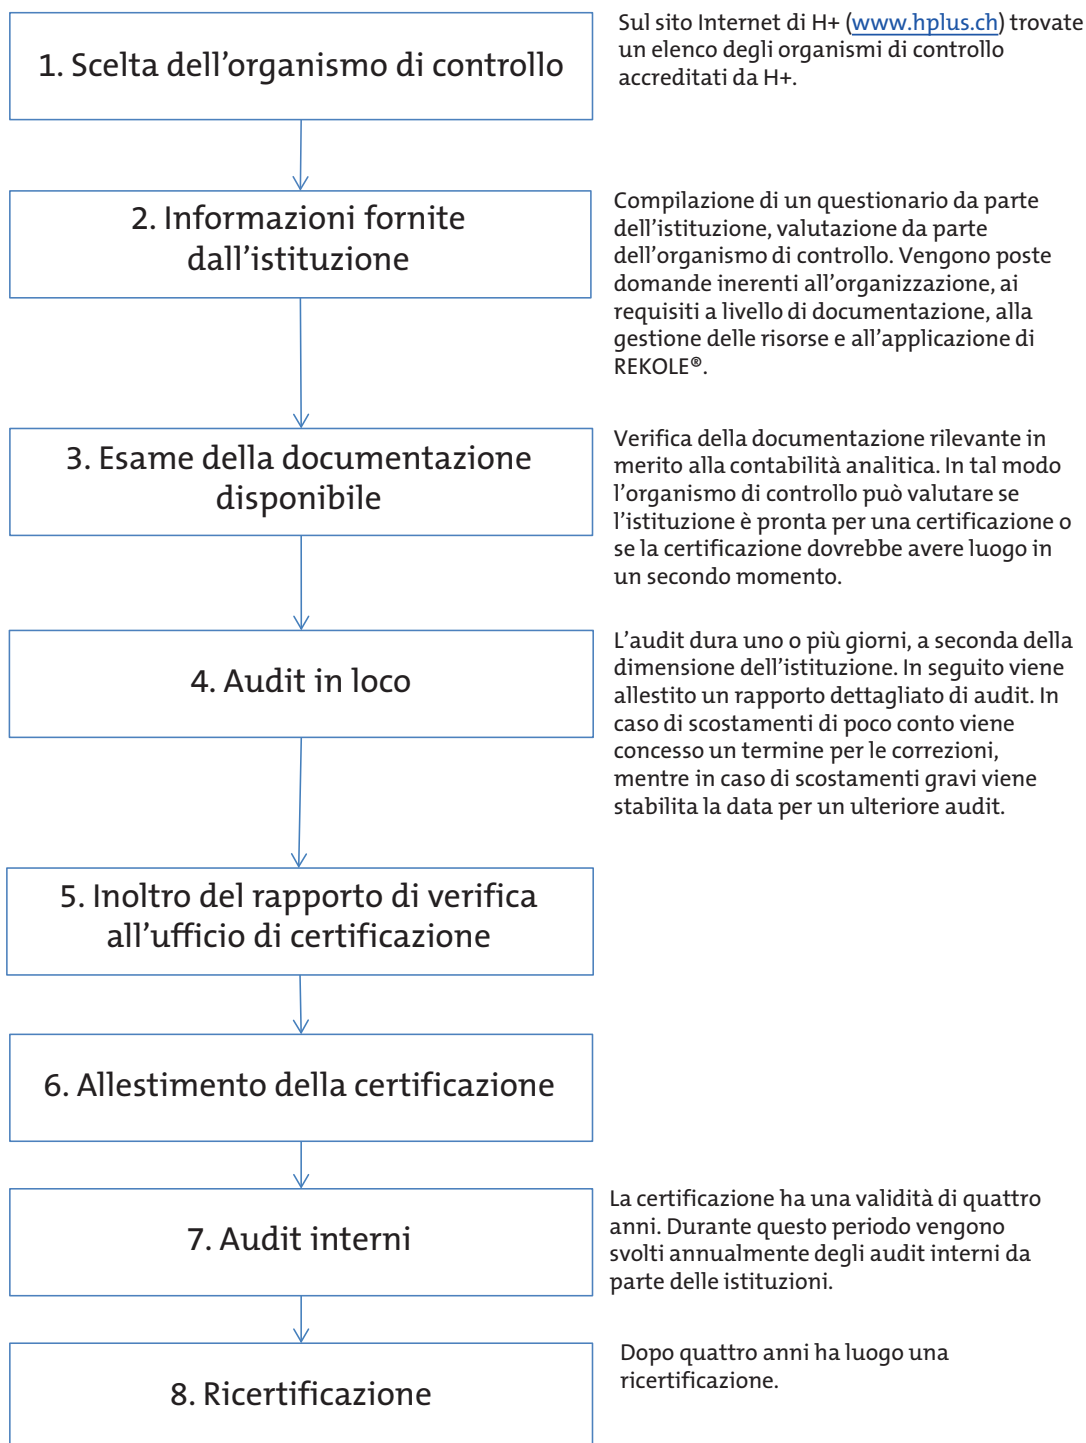 1. Scelta dell'organismo di controllo
Sul sito Internet di H+ (www.hplus.ch) trovate
un elenco degli organismi di controllo
accreditati da H+.
2. Informazioni fornite
dall'istituzione
Compilazione di un questionario da parte
dell'istituzione, valutazione da parte
dell'organismo di controllo. Vengono poste
domande inerenti all'organizzazione, ai
requisiti a livello di documentazione, alla
gestione delle risorse e all'applicazione di
REKOLE®.
3. Esame della documentazione
disponibile
Verifica della documentazione rilevante in
merito alla contabilità analitica. In tal modo
l'organismo di controllo può valutare se
l'istituzione è pronta per una certificazione o
se la certificazione dovrebbe avere luogo in
un secondo momento.
4. Audit in loco
L'audit dura uno o più giorni, a seconda della
dimensione dell'istituzione. In seguito viene
allestito un rapporto dettagliato di audit. In
caso di scostamenti di poco conto viene
concesso un termine per le correzioni,
mentre in caso di scostamenti gravi viene
stabilita la data per un ulteriore audit.
5. Inoltro del rapporto di verifica
all'ufficio di certificazione
6. Allestimento della certificazione
7. Audit interni
La certificazione ha una validità di quattro
anni. Durante questo periodo vengono
svolti annualmente degli audit interni da
parte delle istituzioni.
8. Ricertificazione
Dopo quattro anni ha luogo una
ricertificazione.